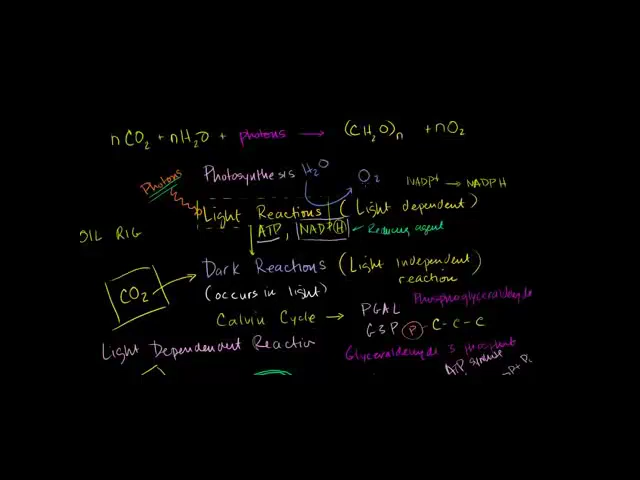 nCO2 + nH2O + photons → (CH2O)n + nO2
Photosynthesis H2O O2 NADP+ → NADPH
Photons
Light Reactions (Light dependent)
OIL RIG ATP, NADPH ← Reducing agent
Dark Reactions (Light independent
reaction)
CO2 (occurs in light)
PGAL Phosphoglyceraldehyde
Calvin Cycle →
G3P P-C-C-C
Light Dependent Reaction
Glyceraldehyde 3 phosphat
ATP synthase